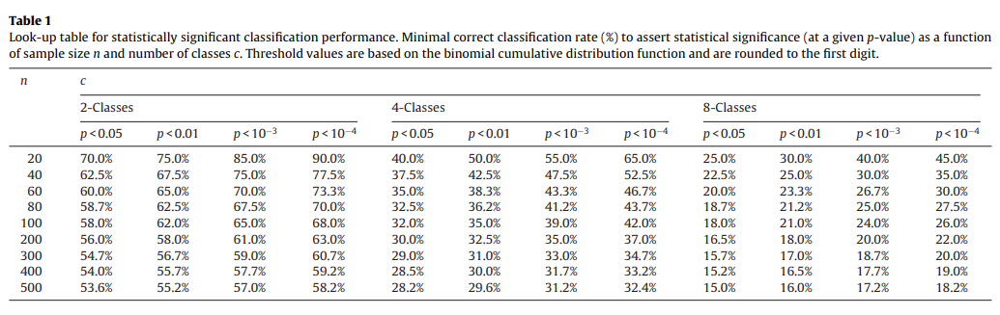 Table 1
Look-up table for statistically significant classification performance. Minimal correct classification rate (%) to assert statistical significance (at a given p-value) as a function
of sample size n and number of classes c. Threshold values are based on the binomial cumulative distribution function and are rounded to the first digit.
n c
2-Classes 4-Classes 8-Classes
p < 0.05 p < 0.01 p < 10⁻³ p < 10⁻⁴ p < 0.05 p < 0.01 p < 10⁻³ p < 10⁻⁴ p < 0.05 p < 0.01 p < 10⁻³ p < 10⁻⁴
20 70.0% 75.0% 85.0% 90.0% 40.0% 50.0% 55.0% 65.0% 25.0% 30.0% 40.0% 45.0%
40 62.5% 67.5% 75.0% 77.5% 37.5% 42.5% 47.5% 52.5% 22.5% 25.0% 30.0% 35.0%
60 60.0% 65.0% 70.0% 73.3% 35.0% 38.3% 43.3% 46.7% 20.0% 23.3% 26.7% 30.0%
80 58.7% 62.5% 67.5% 70.0% 32.5% 36.2% 41.2% 43.7% 18.7% 21.2% 25.0% 27.5%
100 58.0% 62.0% 65.0% 68.0% 32.0% 35.0% 39.0% 42.0% 18.0% 21.0% 24.0% 26.0%
200 56.0% 58.0% 61.0% 63.0% 30.0% 32.5% 35.0% 37.0% 16.5% 18.0% 20.0% 22.0%
300 54.7% 56.7% 59.0% 60.7% 29.0% 31.0% 33.0% 34.7% 15.7% 17.0% 18.7% 20.0%
400 54.0% 55.7% 57.7% 59.2% 28.5% 30.0% 31.7% 33.2% 15.2% 16.5% 17.7% 19.0%
500 53.6% 55.2% 57.0% 58.2% 28.2% 29.6% 31.2% 32.4% 15.0% 16.0% 17.2% 18.2%